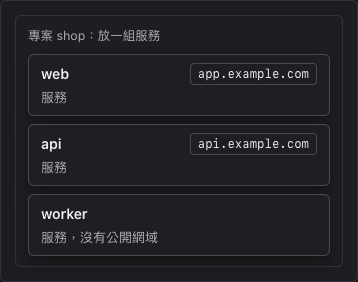 專案 shop：放一組服務
web
app.example.com
服務
api
api.example.com
服務
worker
服務，沒有公開網域